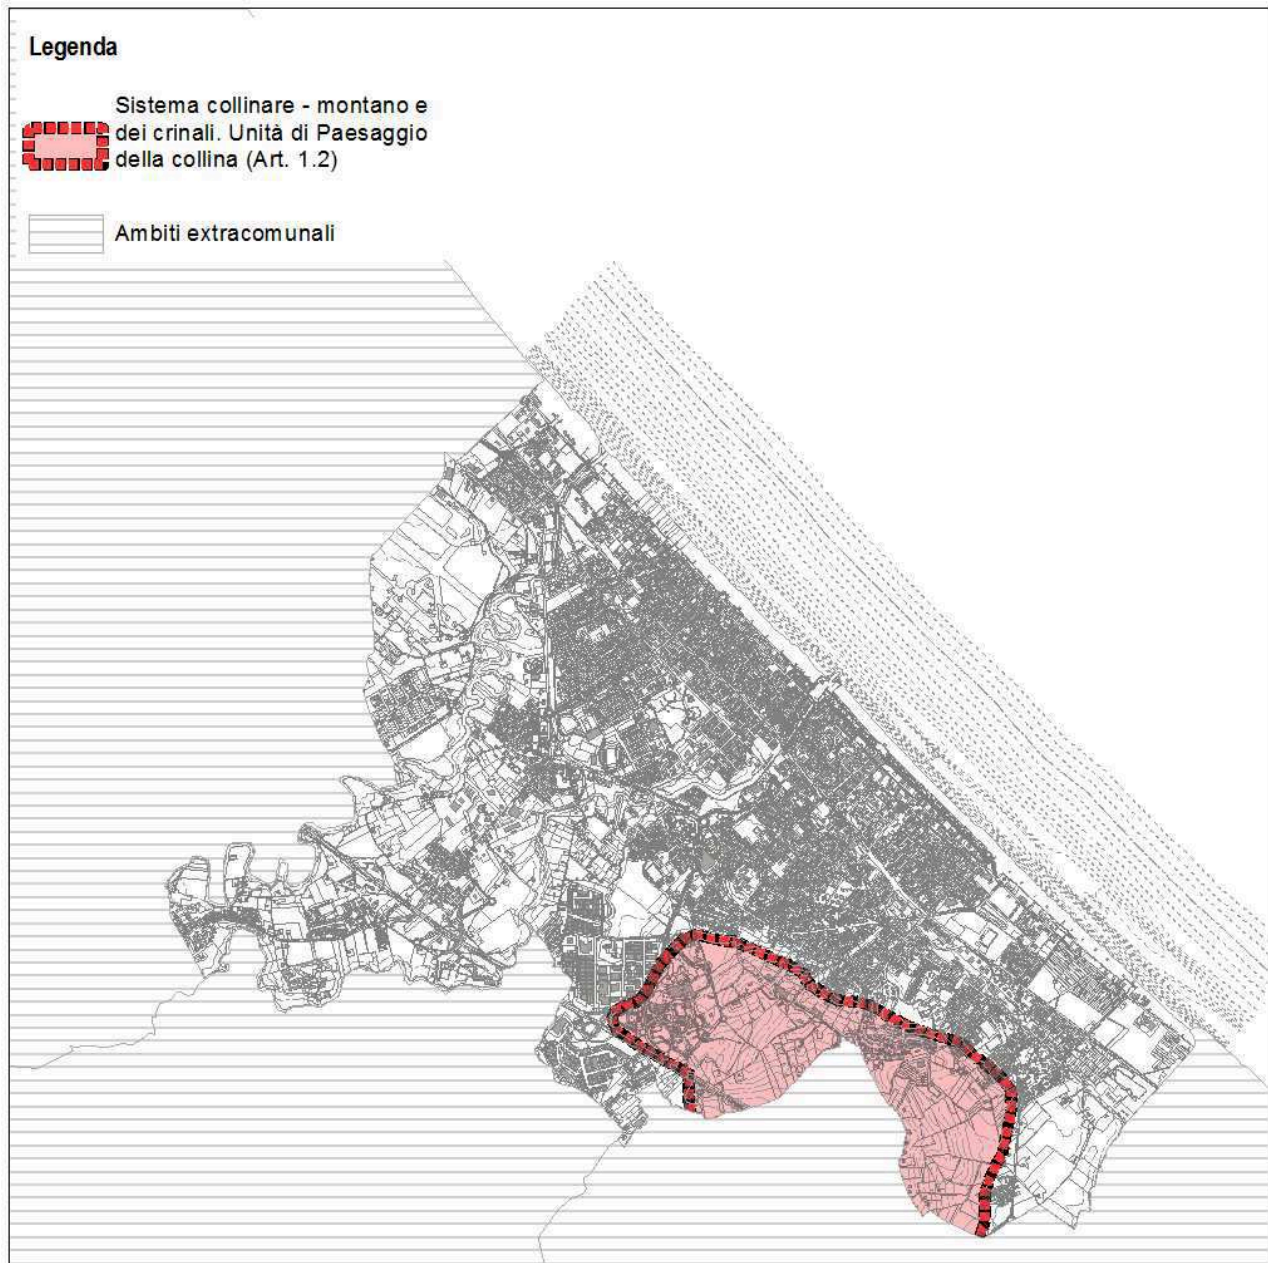 Legenda
Sistema collinare - montano e
dei crinali. Unità di Paesaggio
della collina (Art. 1.2)
Ambiti extracomunali